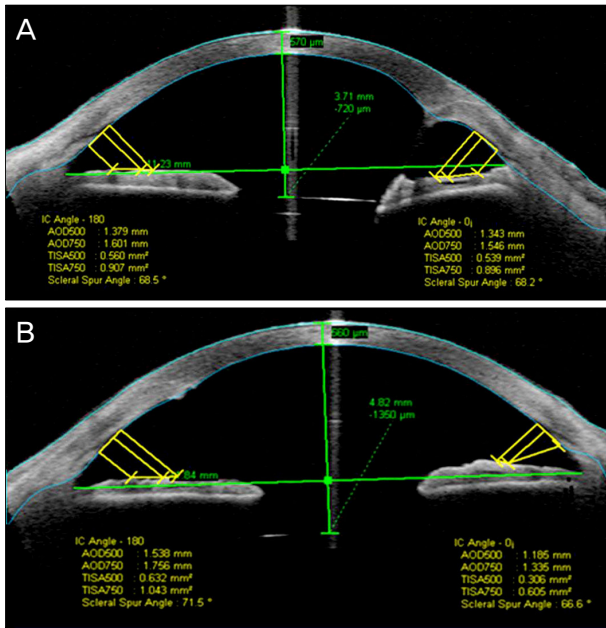 A
570 µm
3.71 mm
-720 µm
11.23 mm
IC Angle - 180
AOD500 : 1.379 mm
AOD750 : 1.601 mm
TISA500 : 0.560 mm²
TISA750 : 0.907 mm²
Scleral Spur Angle : 68.5 °
IC Angle - 0¡
AOD500 : 1.343 mm
AOD750 : 1.546 mm
TISA500 : 0.539 mm²
TISA750 : 0.896 mm²
Scleral Spur Angle : 68.2 °
B
560 µm
4.82 mm
-1350 µm
84 mm
IC Angle - 180
AOD500 : 1.538 mm
AOD750 : 1.756 mm
TISA500 : 0.632 mm²
TISA750 : 1.043 mm²
Scleral Spur Angle : 71.5 °
IC Angle - 0¡
AOD500 : 1.185 mm
AOD750 : 1.335 mm
TISA500 : 0.306 mm²
TISA750 : 0.605 mm²
Scleral Spur Angle : 66.6 °